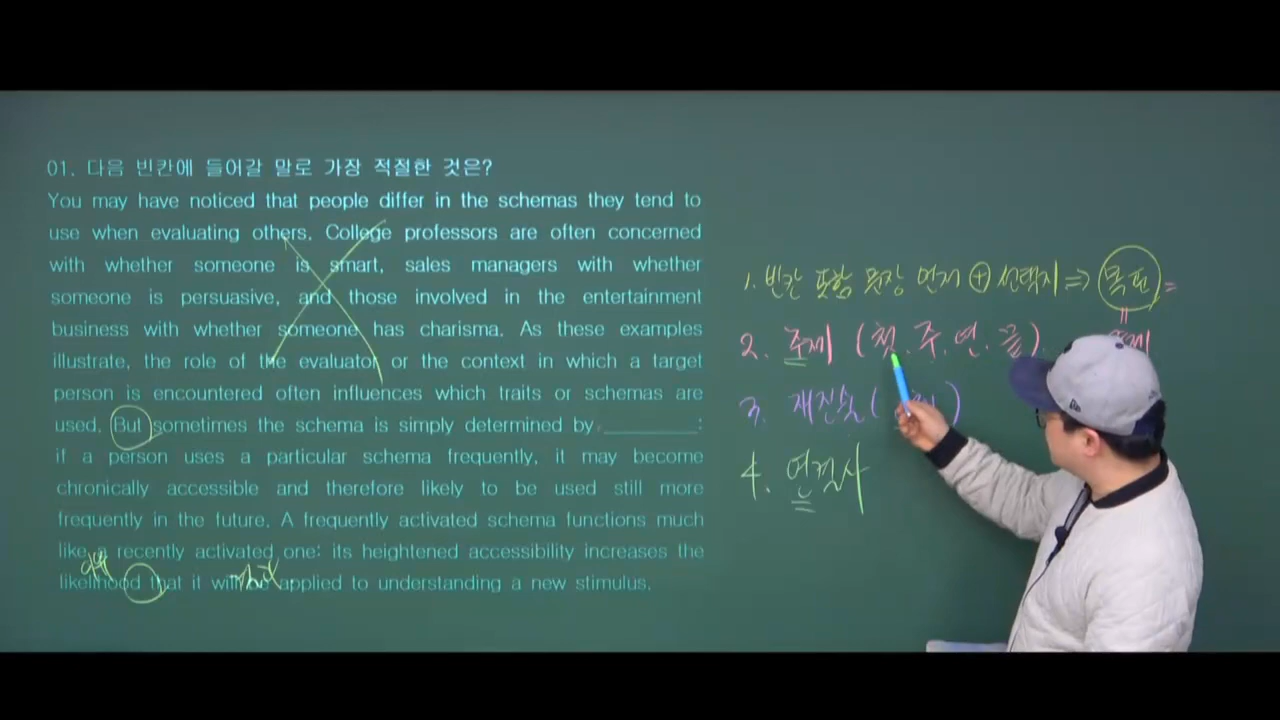 01. 다음 빈칸에 들어갈 말로 가장 적절한 것은?
You may have noticed that people differ in the schemas they tend to
use when evaluating others. College professors are often concerned
with whether someone is smart, sales managers with whether
someone is persuasive, and those involved in the entertainment
business with whether someone has charisma. As these examples
illustrate, the role of the evaluator or the context in which a target
person is encountered often influences which traits or schemas are
used. But sometimes the schema is simply determined by ________:
if a person uses a particular schema frequently, it may become
chronically accessible and therefore likely to be used still more
frequently in the future. A frequently activated schema functions much
like a recently activated one: its heightened accessibility increases the
likelihood that it will be applied to understanding a new stimulus.
1. 빈칸 포함 문장 먼저 ⊕ 선택지 ⇒ 목표 =
2. 주제 (첫. 주. 연. 끝)
3. 재진술 (
4. 연결사